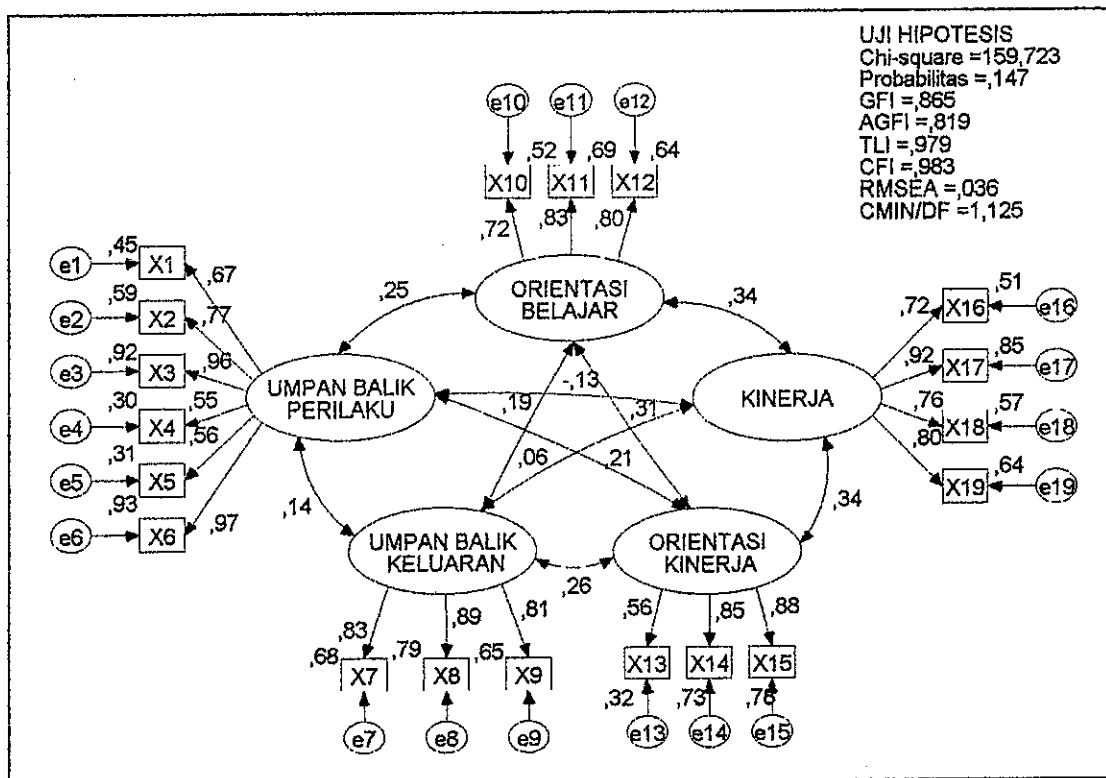 UJI HIPOTESIS
Chi-square =159,723
Probabilitas =,147
GFI =,865
AGFI =,819
TLI =,979
CFI =,983
RMSEA =,036
CMIN/DF =1,125
e10 e11 e12
,52 ,69 ,64
X10 X11 X12
,72 ,83 ,80
ORIENTASI
BELAJAR
,25
,34
e1 ,45 X1 ,67
e2 ,59 X2 ,77
e3 ,92 X3 ,96
e4 ,30 X4 ,55
e5 ,31 X5 ,56
e6 ,93 X6 ,97
UMPAN BALIK
PERILAKU
-,13
,19
,31
,06
,21
KINERJA
,72 X16 ,51 e16
,92 X17 ,85 e17
,76 X18 ,57 e18
,80 X19 ,64 e19
,14
,34
UMPAN BALIK
KELUARAN
,26
ORIENTASI
KINERJA
,83 ,89 ,81
,68 ,79 ,65
X7 X8 X9
e7 e8 e9
,56 ,85 ,88
X13 X14 X15
,32 ,73
e13 e14 e15